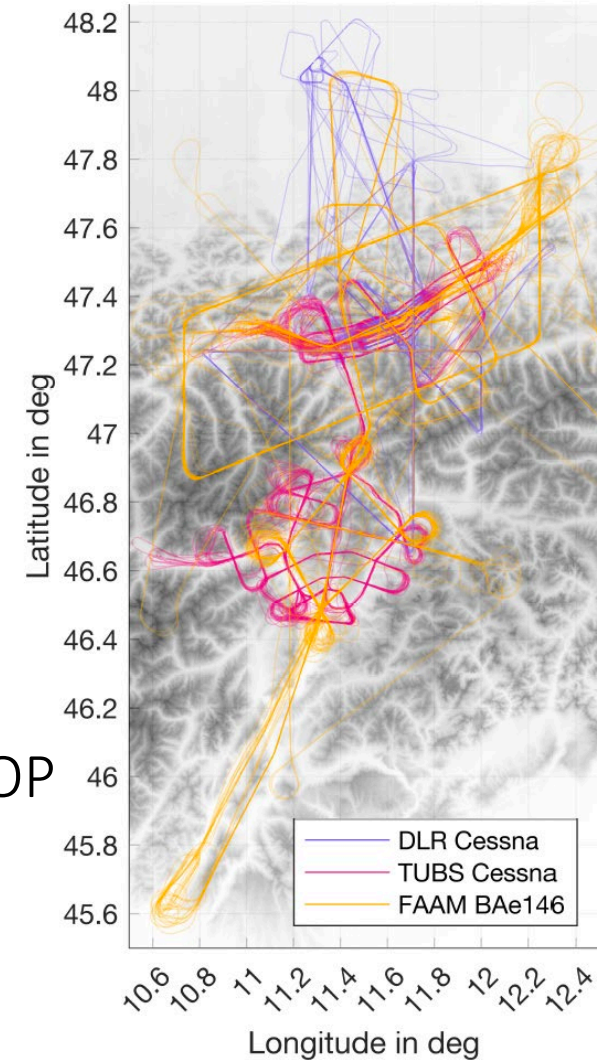 48.2
48
47.8
47.6
47.4
47.2
47
46.8
46.6
46.4
46.2
46
45.8
45.6
Latitude in deg
OP
DLR Cessna
TUBS Cessna
FAAM BAe146
10.6 10.8 11 11.2 11.4 11.6 11.8 12 12.2 12.4
Longitude in deg